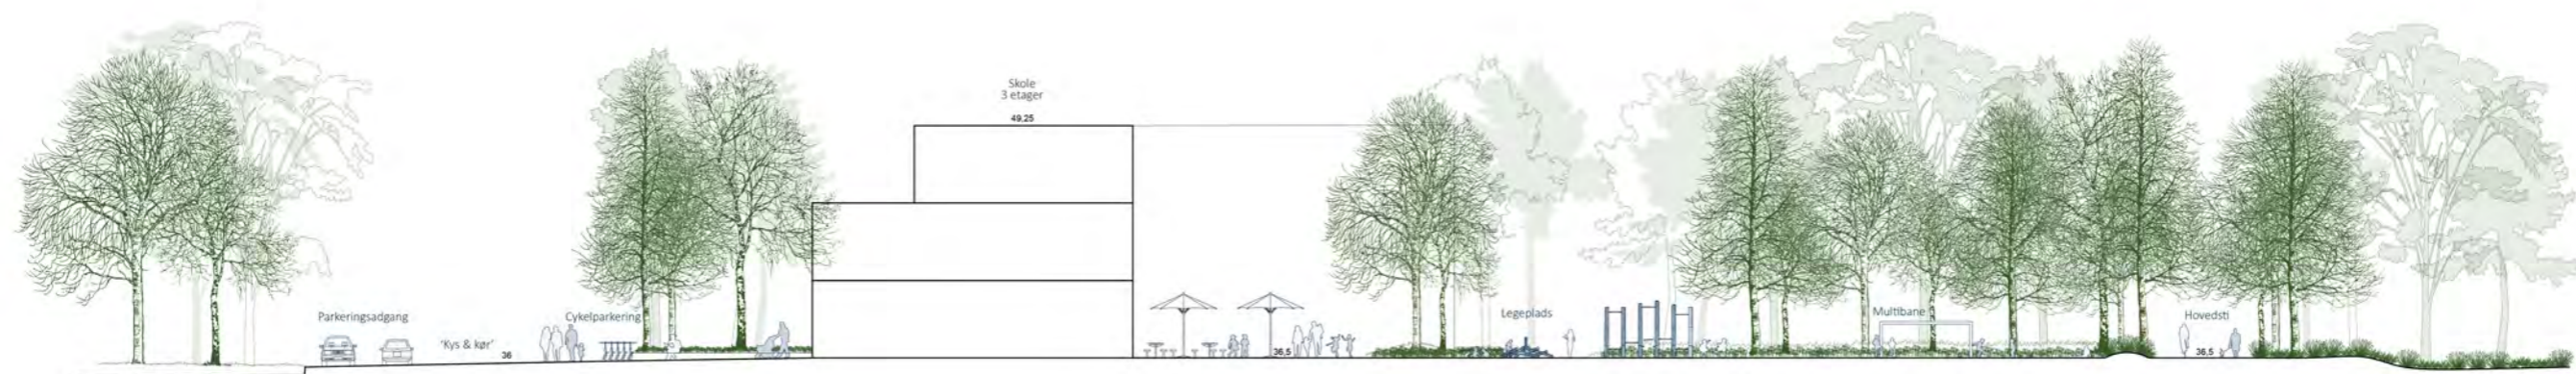 Skole
3 etager
49,25
Parkeringsadgang
'Kys & kør'
36
Cykelparkering
36,5
Legeplads
Multibane
Hovedsti
36,5